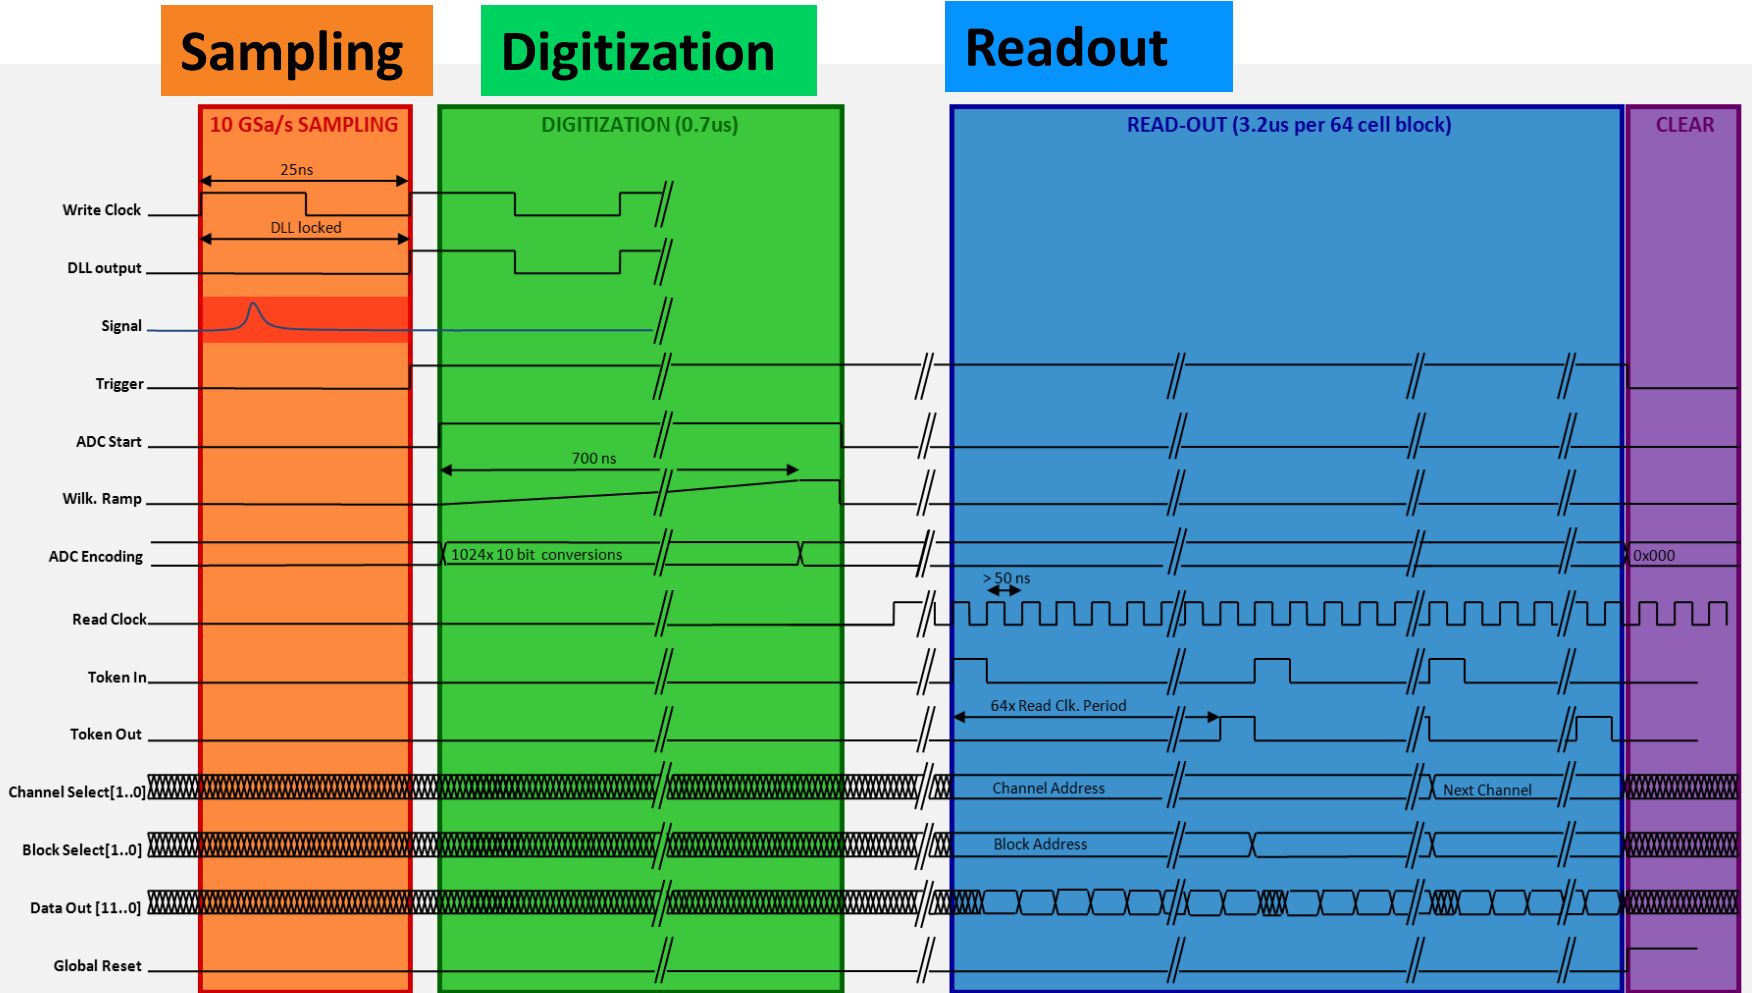 Sampling
Digitization
Readout
10 GSa/s SAMPLING
DIGITIZATION (0.7us)
READ-OUT (3.2us per 64 cell block)
CLEAR
25ns
Write Clock
DLL locked
DLL output
Signal
Trigger
ADC Start
700 ns
Wilk. Ramp
ADC Encoding
1024x 10 bit conversions
0x000
> 50 ns
Read Clock
Token In
64x Read Clk. Period
Token Out
Channel Select[1..0]
Channel Address
Next Channel
Block Select[1..0]
Block Address
Data Out [11..0]
Global Reset